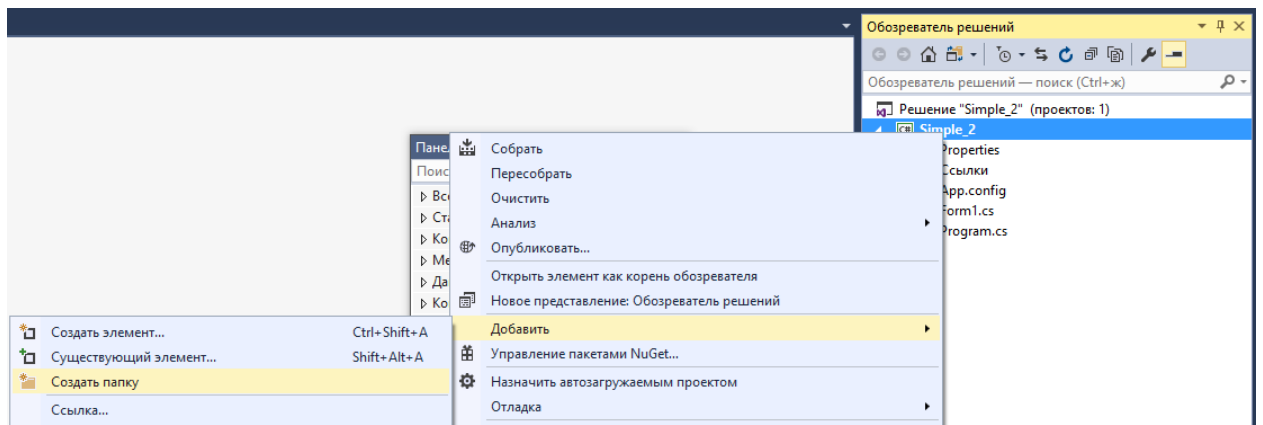 Обозреватель решений
Обозреватель решений — поиск (Ctrl+ж)
Решение "Simple_2" (проектов: 1)
Simple_2
Properties
Ссылки
App.config
Form1.cs
Program.cs
Собрать
Пересобрать
Очистить
Анализ
Опубликовать...
Открыть элемент как корень обозревателя
Новое представление: Обозреватель решений
Добавить
Управление пакетами NuGet...
Назначить автозагружаемым проектом
Отладка
Создать элемент... Ctrl+Shift+A
Существующий элемент... Shift+Alt+A
Создать папку
Ссылка...